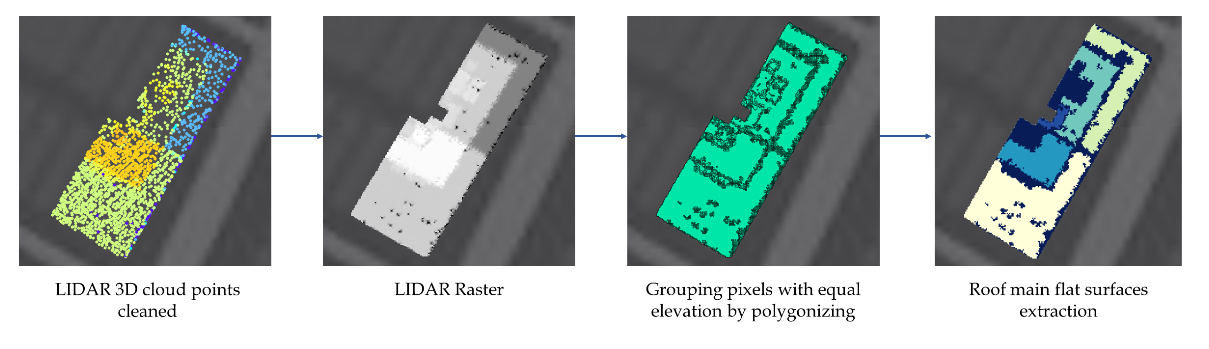 LIDAR 3D cloud points
cleaned
LIDAR Raster
Grouping pixels with equal
elevation by polygonizing
Roof main flat surfaces
extraction